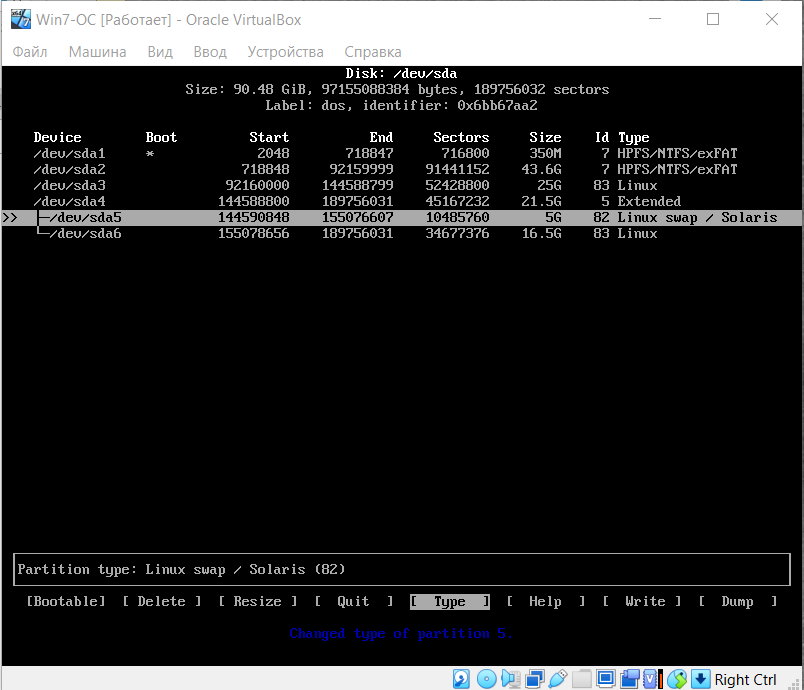 Win7-ОС [Работает] - Oracle VirtualBox
Файл Машина Вид Ввод Устройства Справка
Disk: /dev/sda
Size: 90.48 GiB, 97155088384 bytes, 189756032 sectors
Label: dos, identifier: 0x6bb67aa2
Device Boot Start End Sectors Size Id Type
/dev/sda1 * 2048 718847 716800 350M 7 HPFS/NTFS/exFAT
/dev/sda2 718848 92159999 91441152 43.6G 7 HPFS/NTFS/exFAT
/dev/sda3 92160000 144588799 52428800 25G 83 Linux
/dev/sda4 144588800 189756031 45167232 21.5G 5 Extended
>> ├─/dev/sda5 144590848 155076607 10485760 5G 82 Linux swap / Solaris
└─/dev/sda6 155078656 189756031 34677376 16.5G 83 Linux
Partition type: Linux swap / Solaris (82)
[Bootable] [ Delete ] [ Resize ] [ Quit ] [ Type ] [ Help ] [ Write ] [ Dump ]
Changed type of partition 5.
Right Ctrl